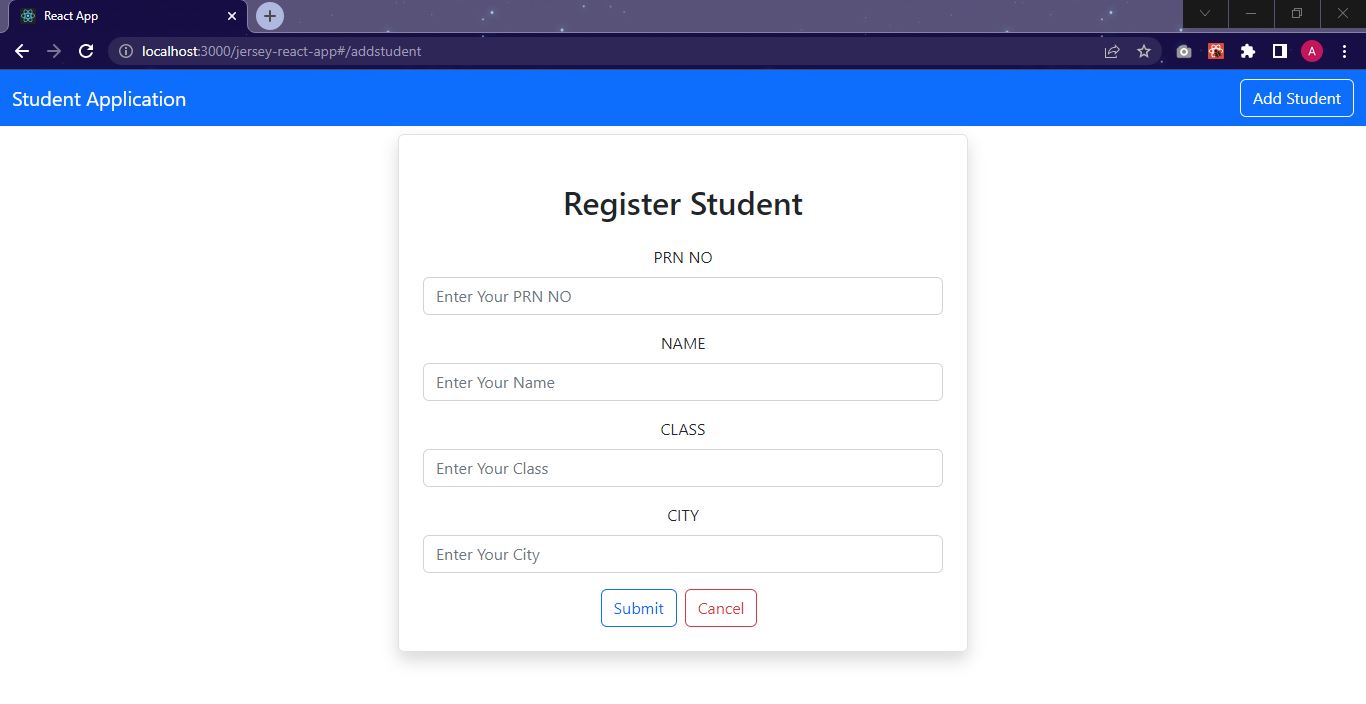 React App
localhost:3000/jersey-react-app#/addstudent
A
Student Application
Add Student
Register Student
PRN NO
Enter Your PRN NO
NAME
Enter Your Name
CLASS
Enter Your Class
CITY
Enter Your City
Submit Cancel